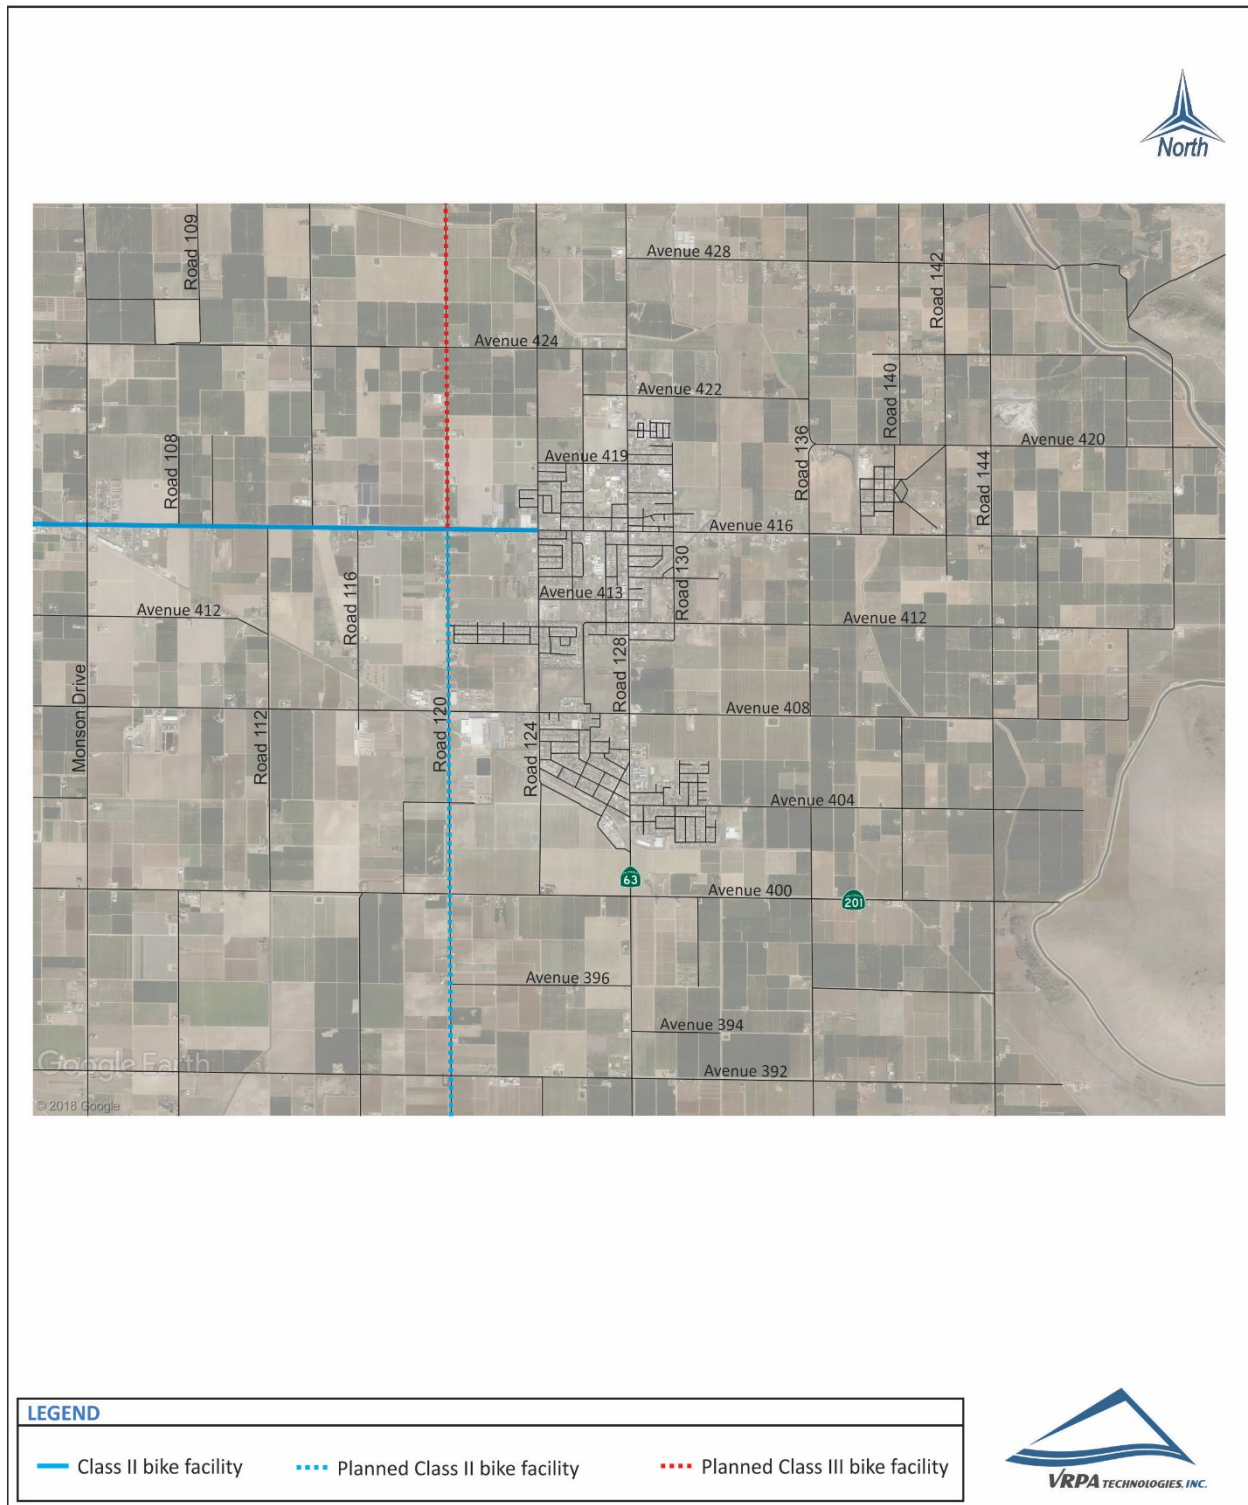 North
Road 109
Avenue 428
Road 142
Avenue 424
Avenue 422
Road 140
Road 108
Avenue 419
Road 136
Avenue 420
Road 144
Avenue 416
Road 116
Avenue 413
Road 130
Avenue 412
Avenue 412
Monson Drive
Road 112
Road 120
Road 124
Road 128
Avenue 408
Avenue 404
63
Avenue 400
201
Avenue 396
Avenue 394
Google Earth
Avenue 392
© 2018 Google
LEGEND
Class II bike facility
Planned Class II bike facility
Planned Class III bike facility
VRPA TECHNOLOGIES, INC.